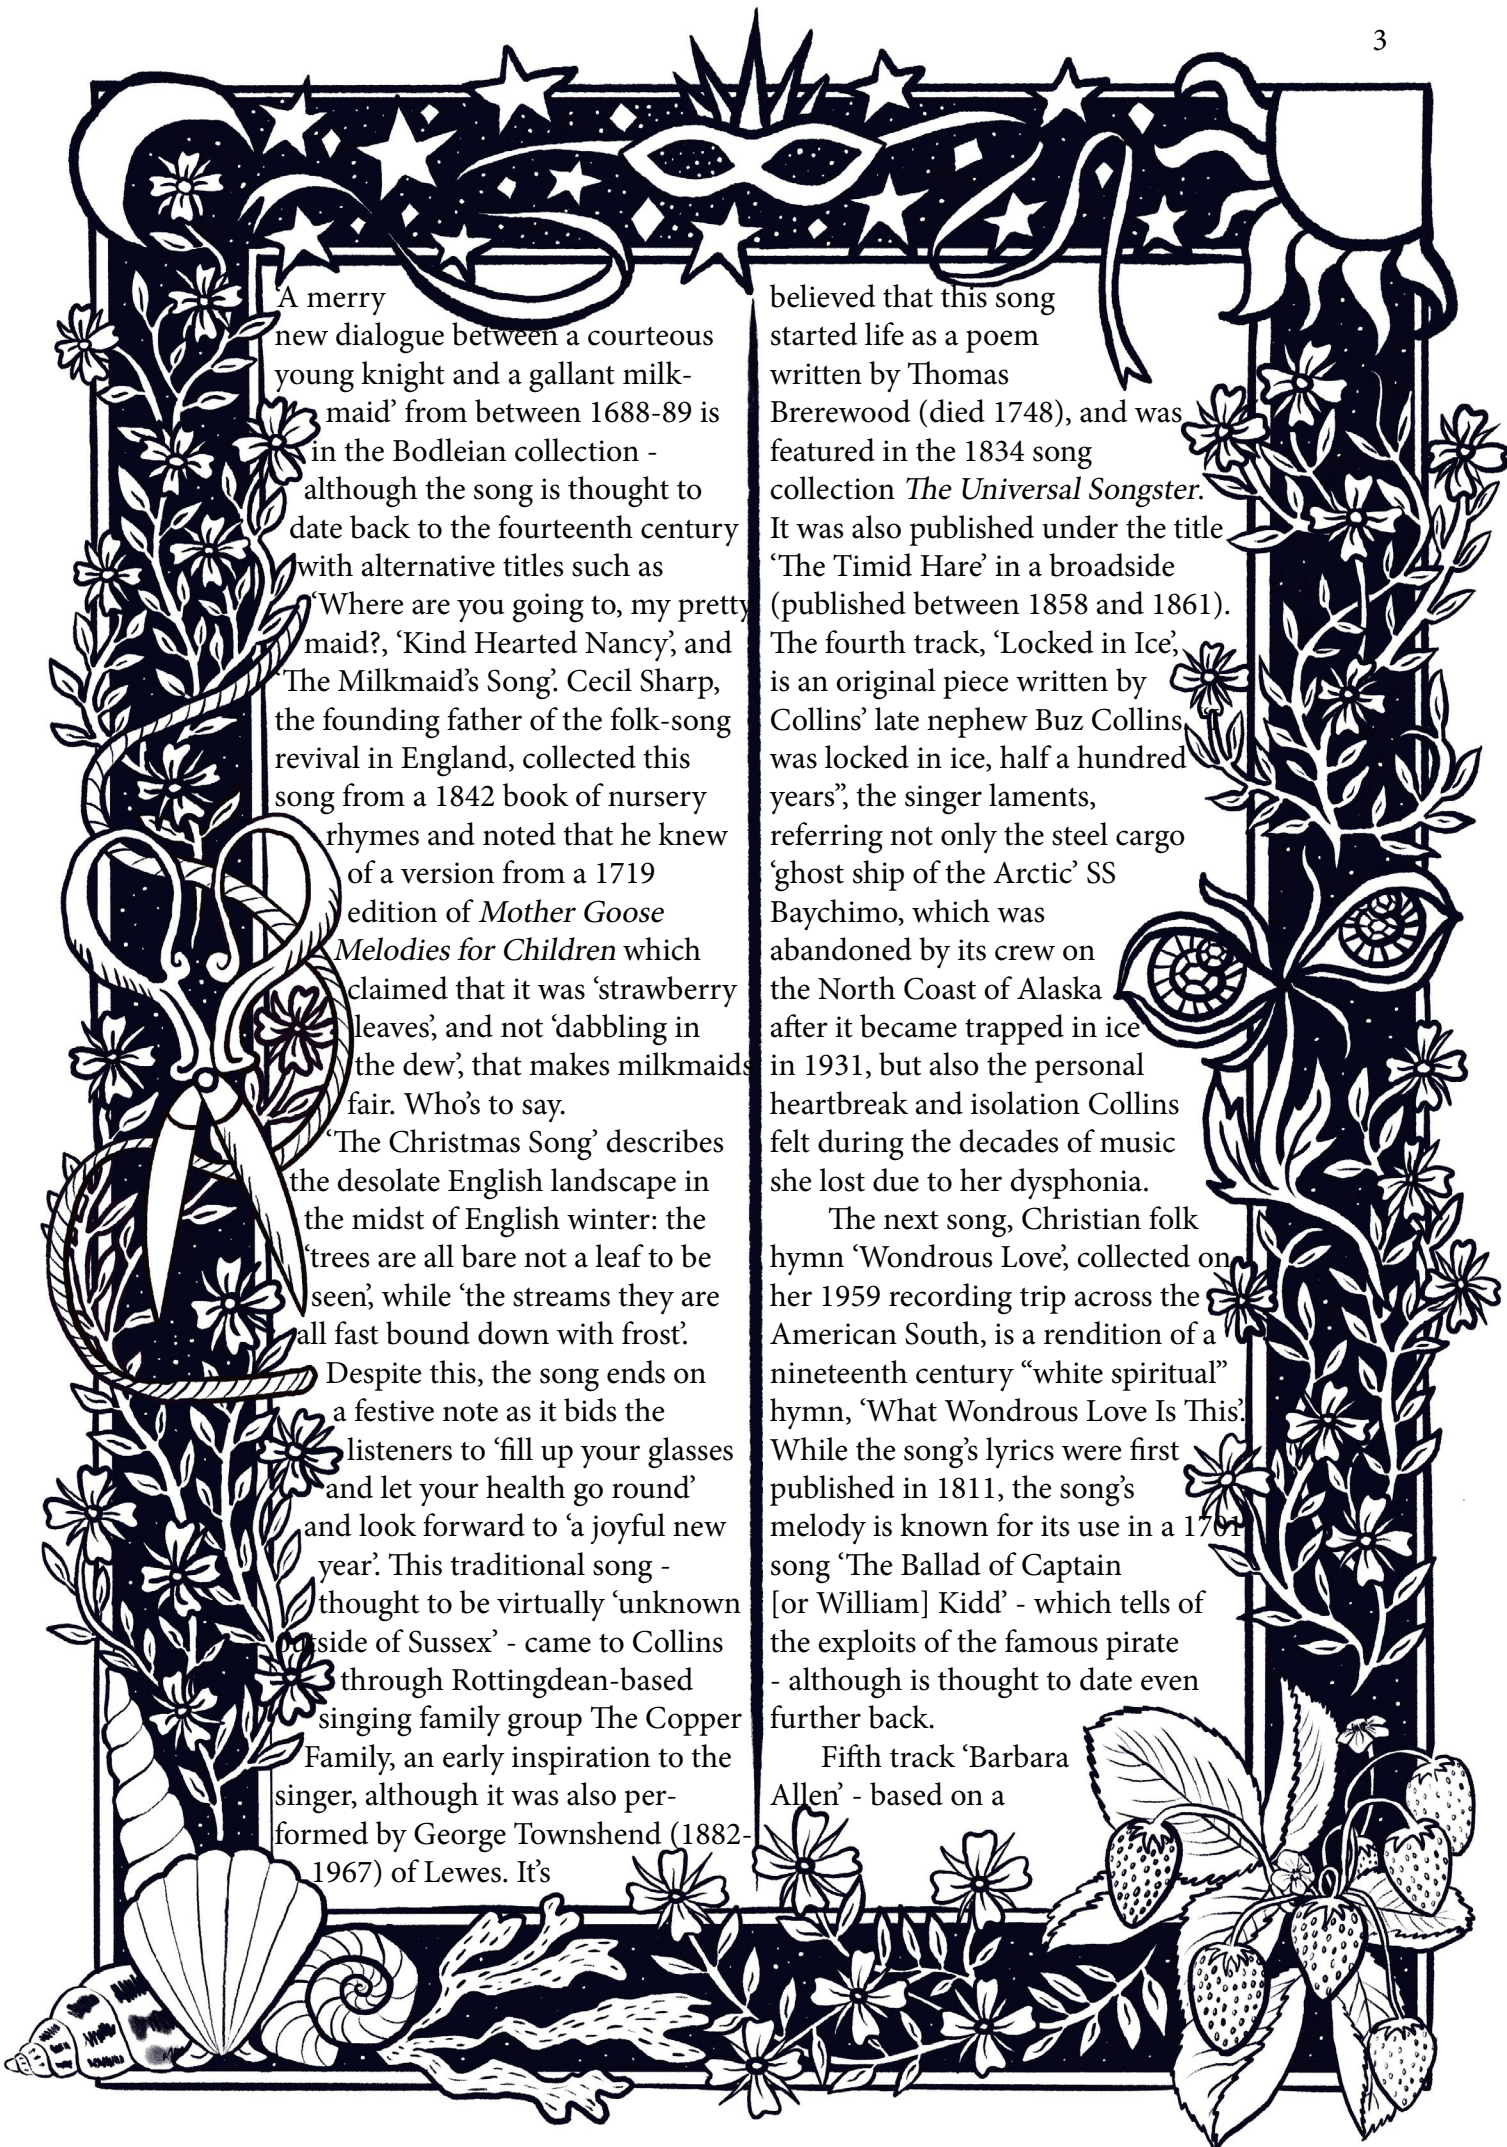 3
A merry
new dialogue between a courteous
young knight and a gallant milk-
maid’ from between 1688-89 is
in the Bodleian collection -
although the song is thought to
date back to the fourteenth century
with alternative titles such as
‘Where are you going to, my pretty
maid?, ‘Kind Hearted Nancy’, and
‘The Milkmaid’s Song’. Cecil Sharp,
the founding father of the folk-song
revival in England, collected this
song from a 1842 book of nursery
rhymes and noted that he knew
of a version from a 1719
edition of Mother Goose
Melodies for Children which
claimed that it was ‘strawberry
leaves’, and not ‘dabbling in
the dew’, that makes milkmaids
fair. Who’s to say.
‘The Christmas Song’ describes
the desolate English landscape in
the midst of English winter: the
‘trees are all bare not a leaf to be
seen’, while ‘the streams they are
all fast bound down with frost’.
Despite this, the song ends on
a festive note as it bids the
listeners to ‘fill up your glasses
and let your health go round’
and look forward to ‘a joyful new
year’. This traditional song -
thought to be virtually ‘unknown
outside of Sussex’ - came to Collins
through Rottingdean-based
singing family group The Copper
Family, an early inspiration to the
singer, although it was also per-
formed by George Townshend (1882-
1967) of Lewes. It’s
believed that this song
started life as a poem
written by Thomas
Brerewood (died 1748), and was
featured in the 1834 song
collection The Universal Songster.
It was also published under the title
‘The Timid Hare’ in a broadside
(published between 1858 and 1861).
The fourth track, ‘Locked in Ice’,
is an original piece written by
Collins’ late nephew Buz Collins
was locked in ice, half a hundred
years”, the singer laments,
referring not only the steel cargo
‘ghost ship of the Arctic’ SS
Baychimo, which was
abandoned by its crew on
the North Coast of Alaska
after it became trapped in ice
in 1931, but also the personal
heartbreak and isolation Collins
felt during the decades of music
she lost due to her dysphonia.
The next song, Christian folk
hymn ‘Wondrous Love’, collected on
her 1959 recording trip across the
American South, is a rendition of a
nineteenth century “white spiritual”
hymn, ‘What Wondrous Love Is This’.
While the song’s lyrics were first
published in 1811, the song’s
melody is known for its use in a 1701
song ‘The Ballad of Captain
[or William] Kidd’ - which tells of
the exploits of the famous pirate
- although is thought to date even
further back.
Fifth track ‘Barbara
Allen’ - based on a